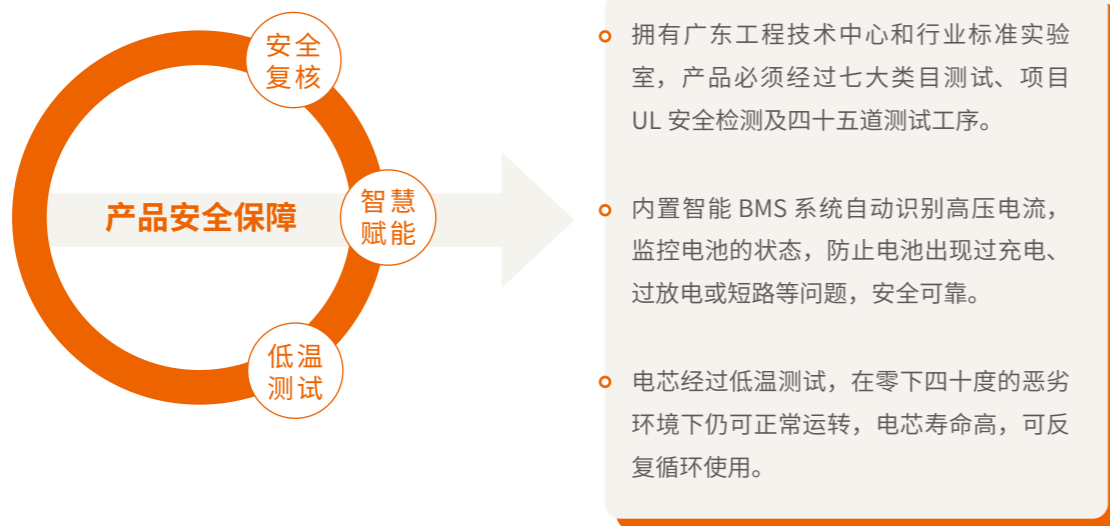 安全
复核
产品安全保障
智慧
赋能
低温
测试
拥有广东工程技术中心和行业标准实验
室，产品必须经过七大类目测试、项目
UL 安全检测及四十五道测试工序。
内置智能 BMS 系统自动识别高压电流，
监控电池的状态，防止电池出现过充电、
过放电或短路等问题，安全可靠。
电芯经过低温测试，在零下四十度的恶劣
环境下仍可正常运转，电芯寿命高，可反
复循环使用。